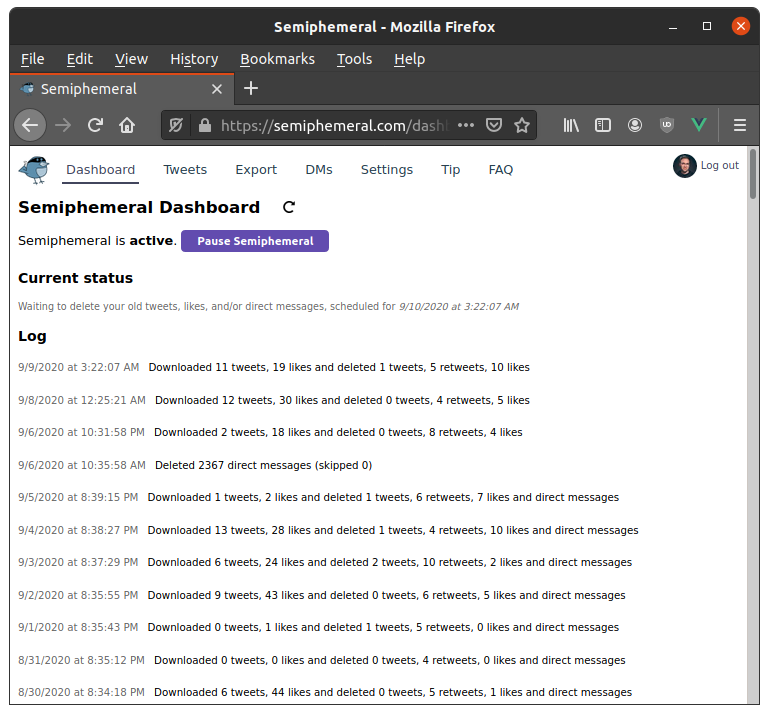 Semiphemeral - Mozilla Firefox
File Edit View History Bookmarks Tools Help
Semiphemeral
https://semiphemeral.com/dash
Dashboard Tweets Export DMs Settings Tip FAQ Log out
Semiphemeral Dashboard
Semiphemeral is active. Pause Semiphemeral
Current status
Waiting to delete your old tweets, likes, and/or direct messages, scheduled for 9/10/2020 at 3:22:07 AM
Log
9/9/2020 at 3:22:07 AM Downloaded 11 tweets, 19 likes and deleted 1 tweets, 5 retweets, 10 likes
9/8/2020 at 12:25:21 AM Downloaded 12 tweets, 30 likes and deleted 0 tweets, 4 retweets, 5 likes
9/6/2020 at 10:31:58 PM Downloaded 2 tweets, 18 likes and deleted 0 tweets, 8 retweets, 4 likes
9/6/2020 at 10:35:58 AM Deleted 2367 direct messages (skipped 0)
9/5/2020 at 8:39:15 PM Downloaded 1 tweets, 2 likes and deleted 1 tweets, 6 retweets, 7 likes and direct messages
9/4/2020 at 8:38:27 PM Downloaded 13 tweets, 28 likes and deleted 1 tweets, 4 retweets, 10 likes and direct messages
9/3/2020 at 8:37:29 PM Downloaded 6 tweets, 24 likes and deleted 2 tweets, 10 retweets, 2 likes and direct messages
9/2/2020 at 8:35:55 PM Downloaded 9 tweets, 43 likes and deleted 0 tweets, 6 retweets, 5 likes and direct messages
9/1/2020 at 8:35:43 PM Downloaded 0 tweets, 1 likes and deleted 1 tweets, 5 retweets, 0 likes and direct messages
8/31/2020 at 8:35:12 PM Downloaded 0 tweets, 0 likes and deleted 0 tweets, 4 retweets, 0 likes and direct messages
8/30/2020 at 8:34:18 PM Downloaded 6 tweets, 44 likes and deleted 0 tweets, 5 retweets, 1 likes and direct messages